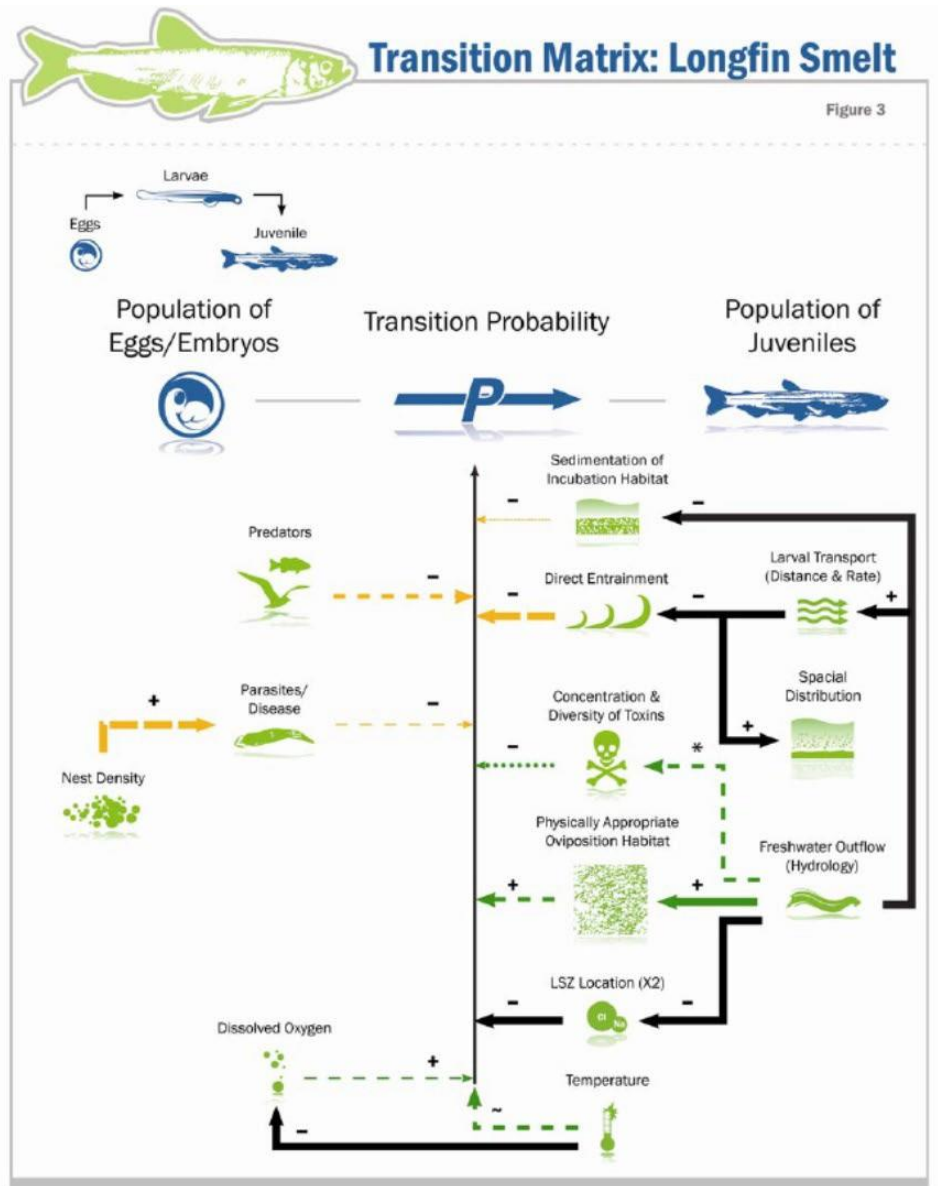 Transition Matrix: Longfin Smelt
Figure 3
Larvae
Eggs
Juvenile
Population of
Eggs/Embryos
Transition Probability
Population of
Juveniles
P
Sedimentation of
Incubation Habitat
–
–
Predators
–
Direct Entrainment
–
–
Larval Transport
(Distance & Rate)
+
+
Parasites/
Disease
–
Nest Density
Concentration &
Diversity of Toxins
–
*
Spacial
Distribution
+
Physically Appropriate
Oviposition Habitat
+
+
Freshwater Outflow
(Hydrology)
LSZ Location (X2)
–
Cl
Na
–
Dissolved Oxygen
+
Temperature
~
–